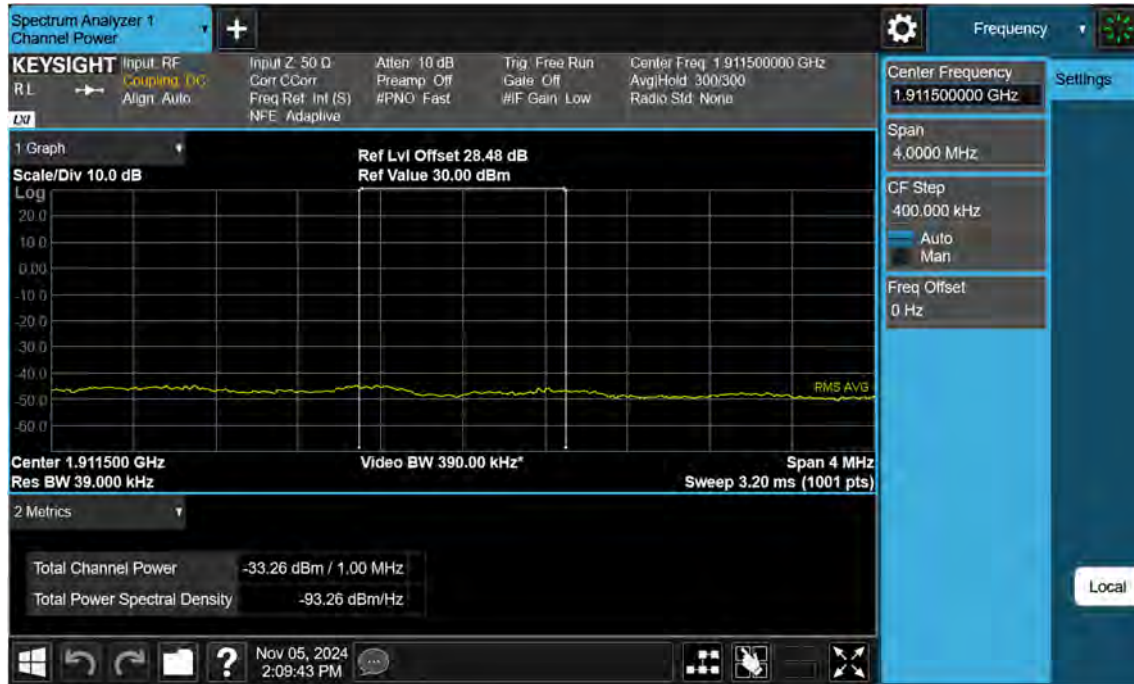 Spectrum Analyzer 1
Channel Power
Frequency
KEYSIGHT
RL
LXI
Input: RF
Coupling: DC
Align: Auto
Input Z: 50 Ω
Corr CCorr
Freq Ref: Int (S)
NFE: Adaptive
Atten: 10 dB
Preamp: Off
#PNO: Fast
Trig: Free Run
Gate: Off
#IF Gain: Low
Center Freq: 1.911500000 GHz
Avg|Hold: 300/300
Radio Std: None
Center Frequency
1.911500000 GHz
Settings
Span
4.0000 MHz
CF Step
400.000 kHz
Auto
Man
Freq Offset
0 Hz
Local
1 Graph
Scale/Div 10.0 dB
Ref Lvl Offset 28.48 dB
Ref Value 30.00 dBm
Log
20.0
10.0
0.00
-10.0
-20.0
-30.0
-40.0
-50.0
-60.0
RMS AVG
Center 1.911500 GHz
Video BW 390.00 kHz*
Span 4 MHz
Res BW 39.000 kHz
Sweep 3.20 ms (1001 pts)
2 Metrics
Total Channel Power -33.26 dBm / 1.00 MHz
Total Power Spectral Density -93.26 dBm/Hz
?
Nov 05, 2024
2:09:43 PM